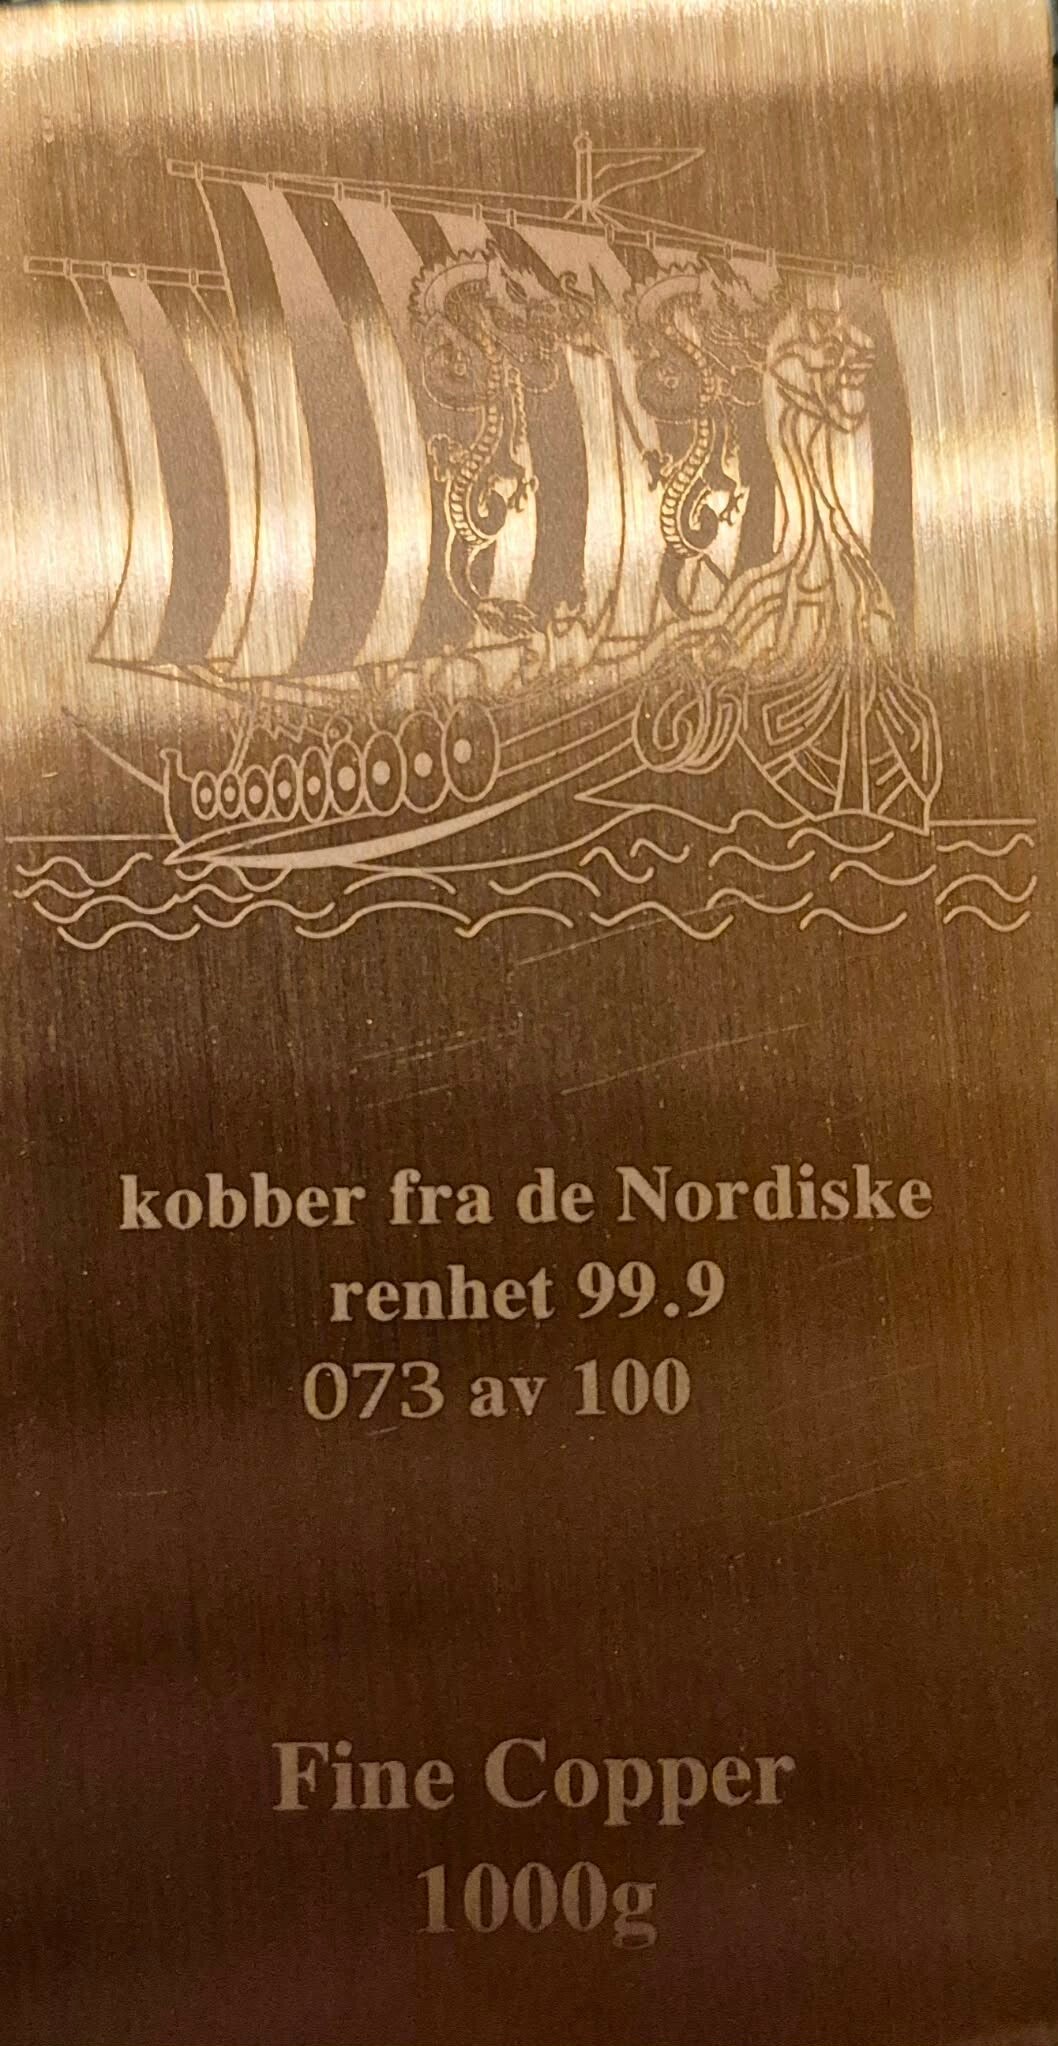 kobber fra de Nordiske
renhet 99.9
073 av 100
Fine Copper
1000g